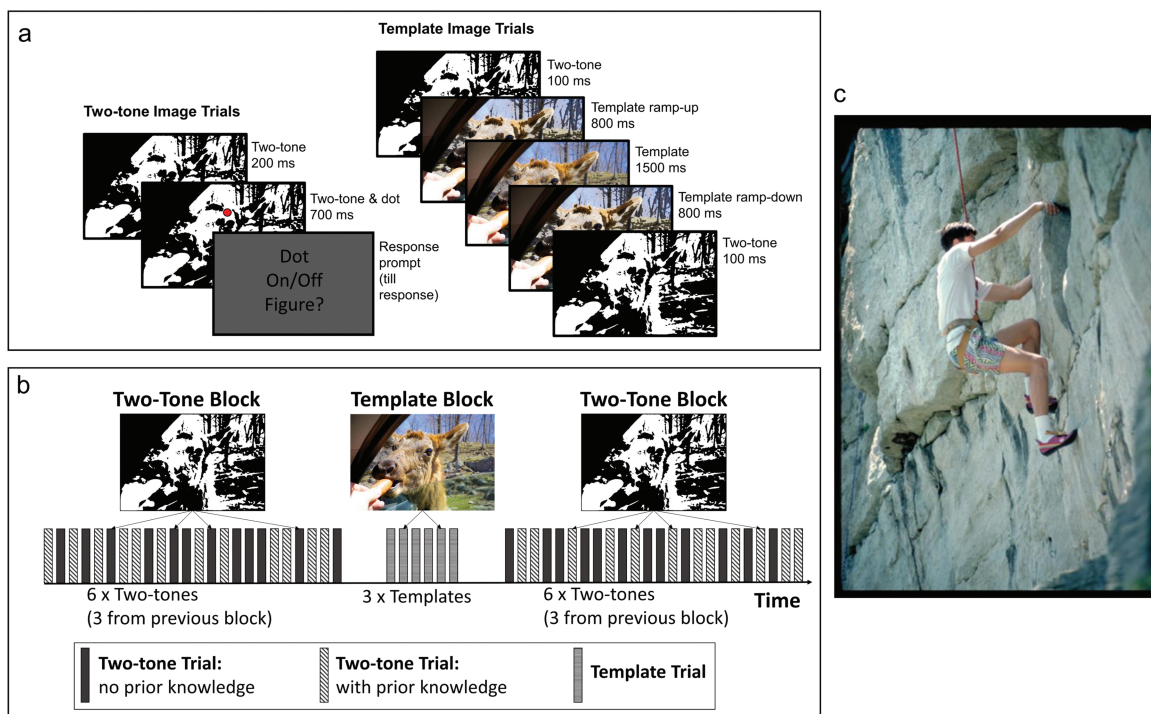 a
Template Image Trials
Two-tone
100 ms
Template ramp-up
800 ms
Template
1500 ms
Template ramp-down
800 ms
Two-tone
100 ms
Two-tone Image Trials
Two-tone
200 ms
Two-tone & dot
700 ms
Dot
On/Off
Figure?
Response
prompt
(till
response)
b
Two-Tone Block
Template Block
Two-Tone Block
6 x Two-tones
(3 from previous block)
3 x Templates
6 x Two-tones
(3 from previous block)
Time
Two-tone Trial:
no prior knowledge
Two-tone Trial:
with prior knowledge
Template Trial
c